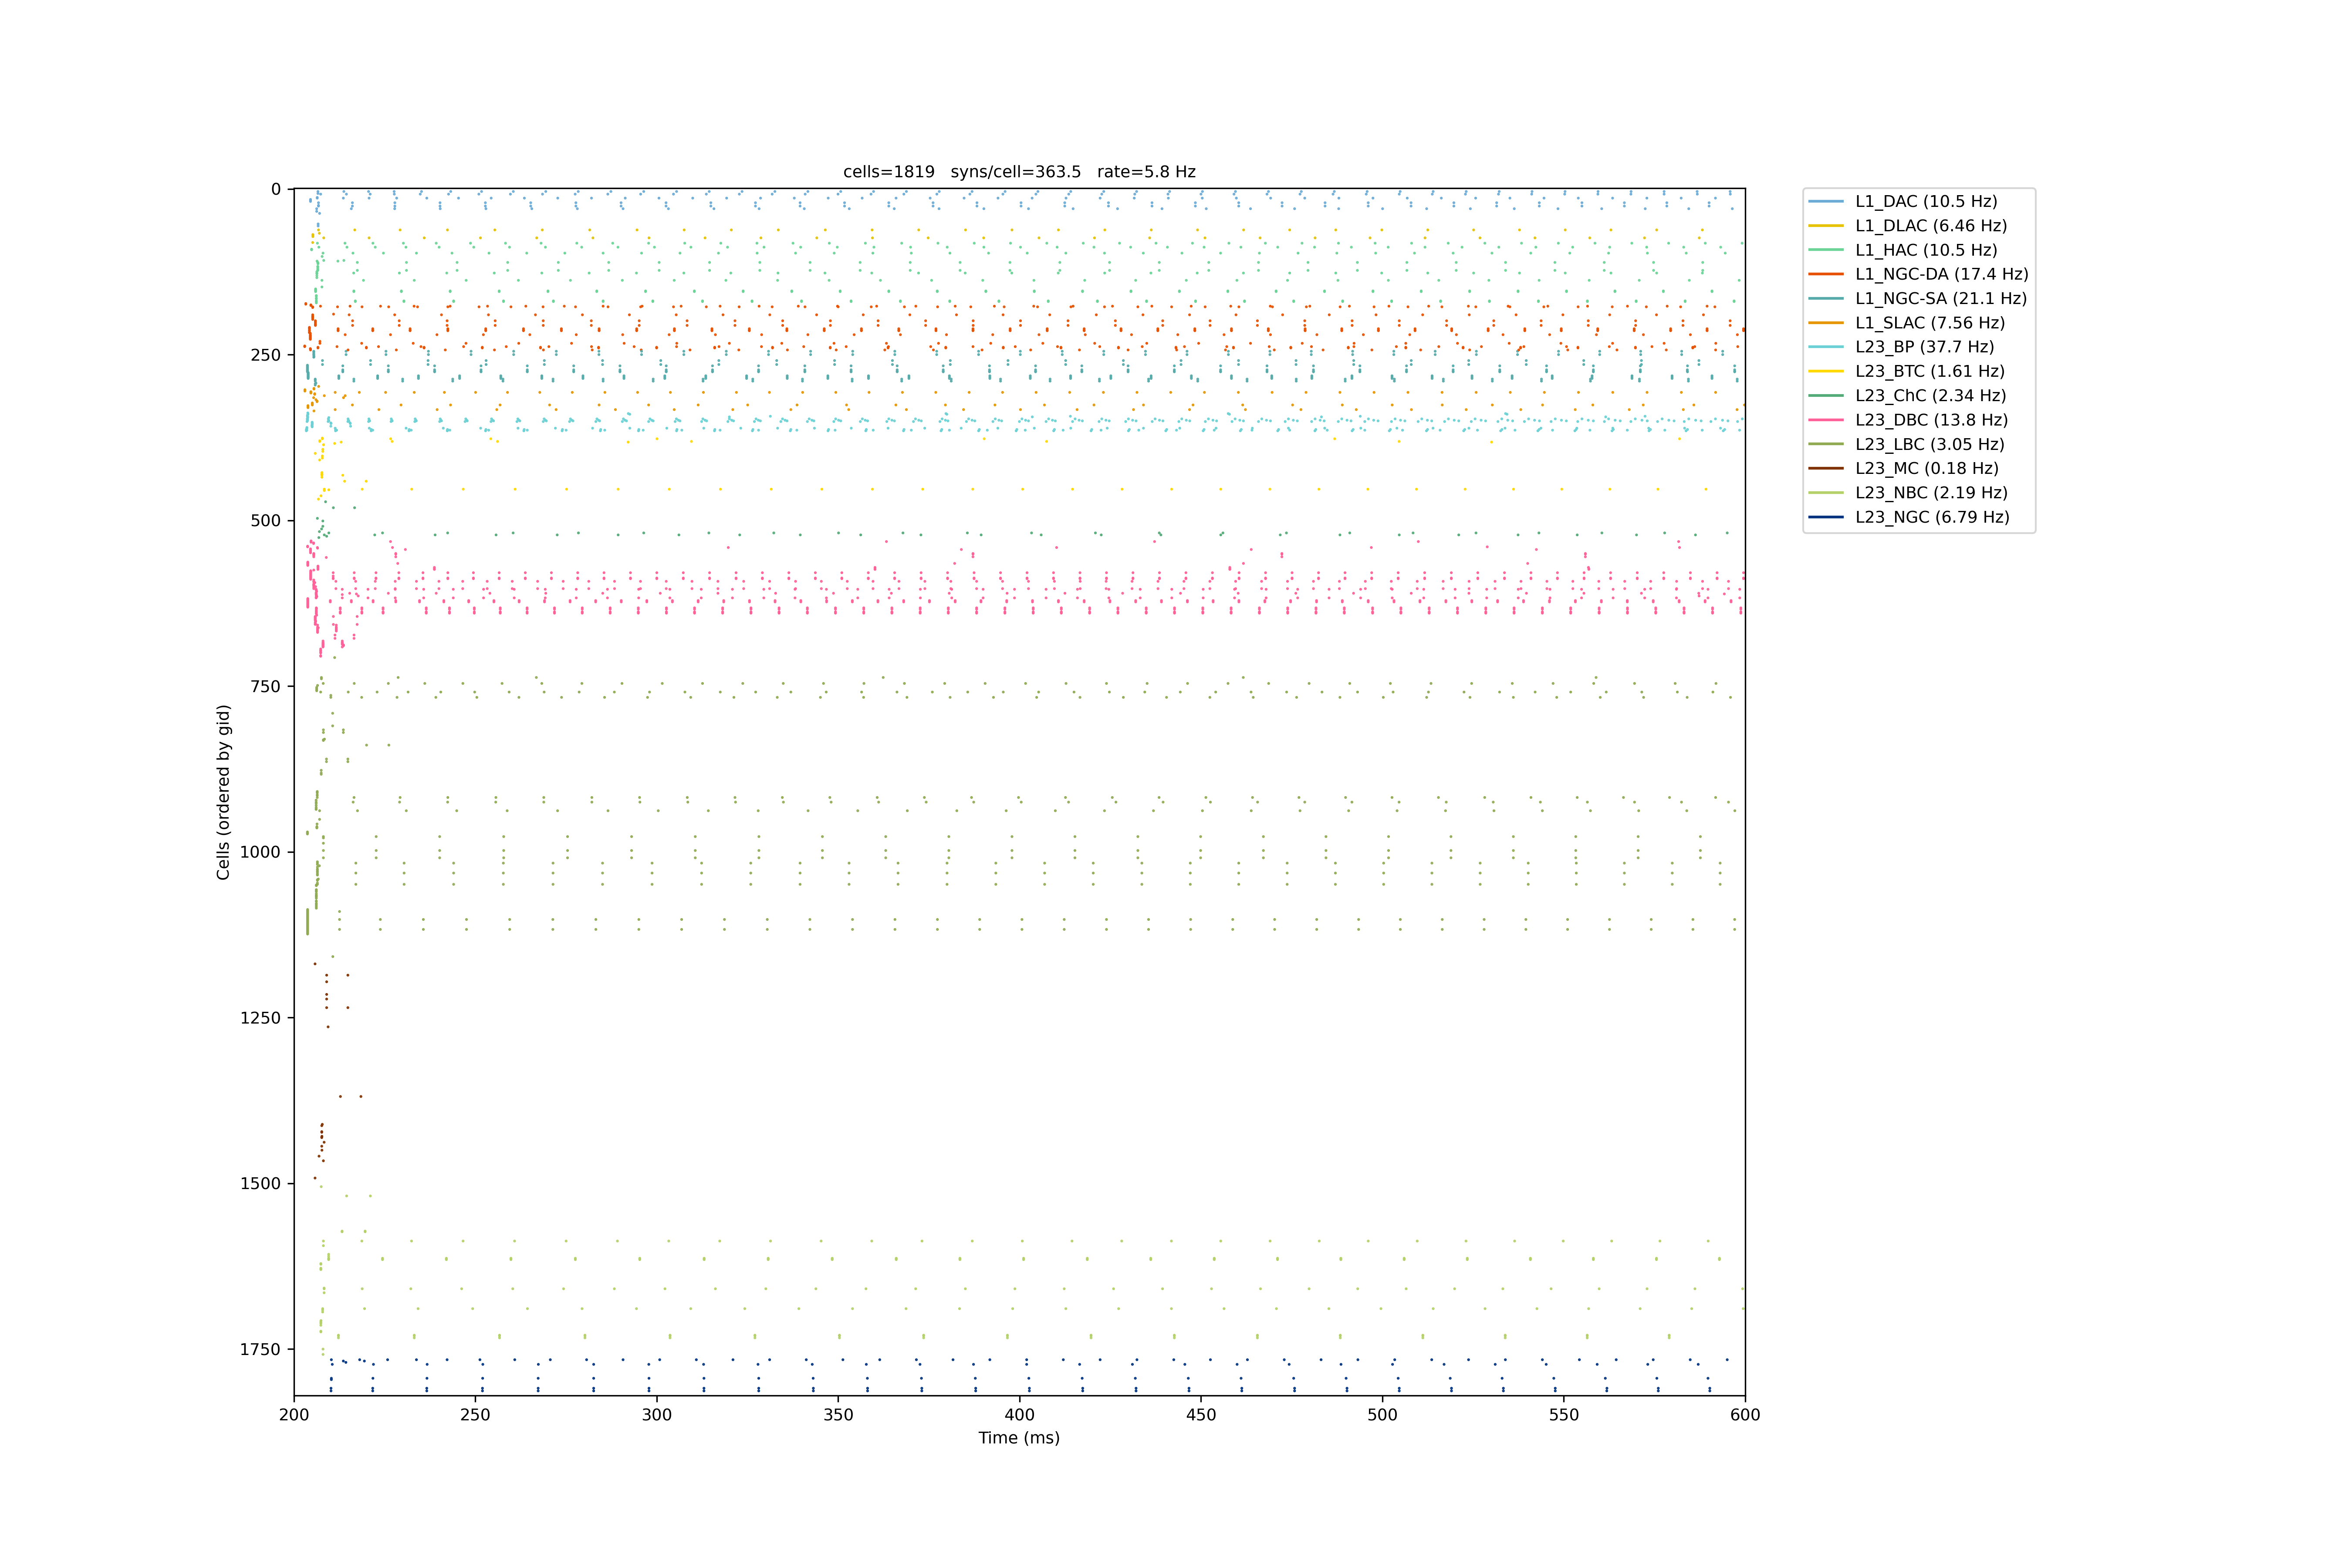 cells=1819   syns/cell=363.5   rate=5.8 Hz
0
250
500
750
1000
1250
1500
1750
Cells (ordered by gid)
200
250
300
350
400
450
500
550
600
Time (ms)
L1_DAC (10.5 Hz)
L1_DLAC (6.46 Hz)
L1_HAC (10.5 Hz)
L1_NGC-DA (17.4 Hz)
L1_NGC-SA (21.1 Hz)
L1_SLAC (7.56 Hz)
L23_BP (37.7 Hz)
L23_BTC (1.61 Hz)
L23_ChC (2.34 Hz)
L23_DBC (13.8 Hz)
L23_LBC (3.05 Hz)
L23_MC (0.18 Hz)
L23_NBC (2.19 Hz)
L23_NGC (6.79 Hz)